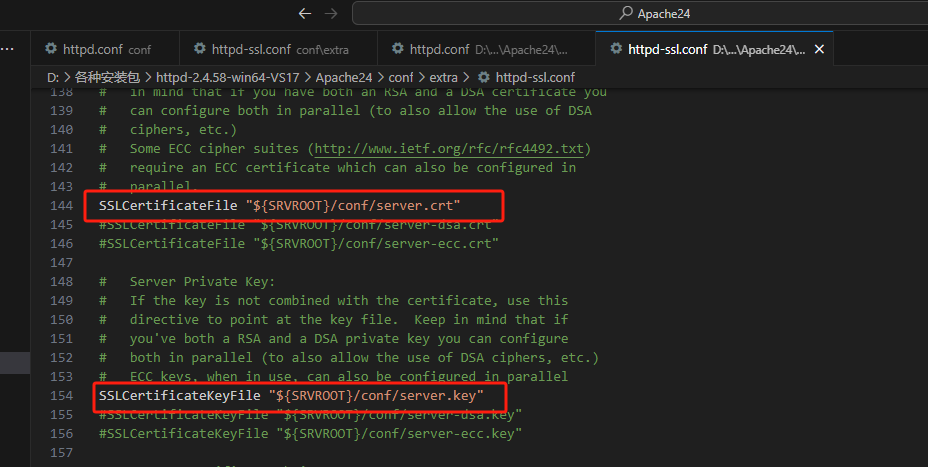 Apache24
httpd.conf conf
httpd-ssl.conf conf\extra
httpd.conf D:\...\Apache24\...
httpd-ssl.conf D:\...\Apache24\...
D: > 各种安装包 > httpd-2.4.58-win64-VS17 > Apache24 > conf > extra > httpd-ssl.conf
138 # in mind that if you have both an RSA and a DSA certificate you
139 # can configure both in parallel (to also allow the use of DSA
140 # ciphers, etc.)
141 # Some ECC cipher suites (http://www.ietf.org/rfc/rfc4492.txt)
142 # require an ECC certificate which can also be configured in
143 # parallel.
144 SSLCertificateFile "${SRVROOT}/conf/server.crt"
145 #SSLCertificateFile "${SRVROOT}/conf/server-dsa.crt"
146 #SSLCertificateFile "${SRVROOT}/conf/server-ecc.crt"
147
148 # Server Private Key:
149 # If the key is not combined with the certificate, use this
150 # directive to point at the key file. Keep in mind that if
151 # you've both a RSA and a DSA private key you can configure
152 # both in parallel (to also allow the use of DSA ciphers, etc.)
153 # ECC keys, when in use, can also be configured in parallel
154 SSLCertificateKeyFile "${SRVROOT}/conf/server.key"
155 #SSLCertificateKeyFile "${SRVROOT}/conf/server-dsa.key"
156 #SSLCertificateKeyFile "${SRVROOT}/conf/server-ecc.key"
157